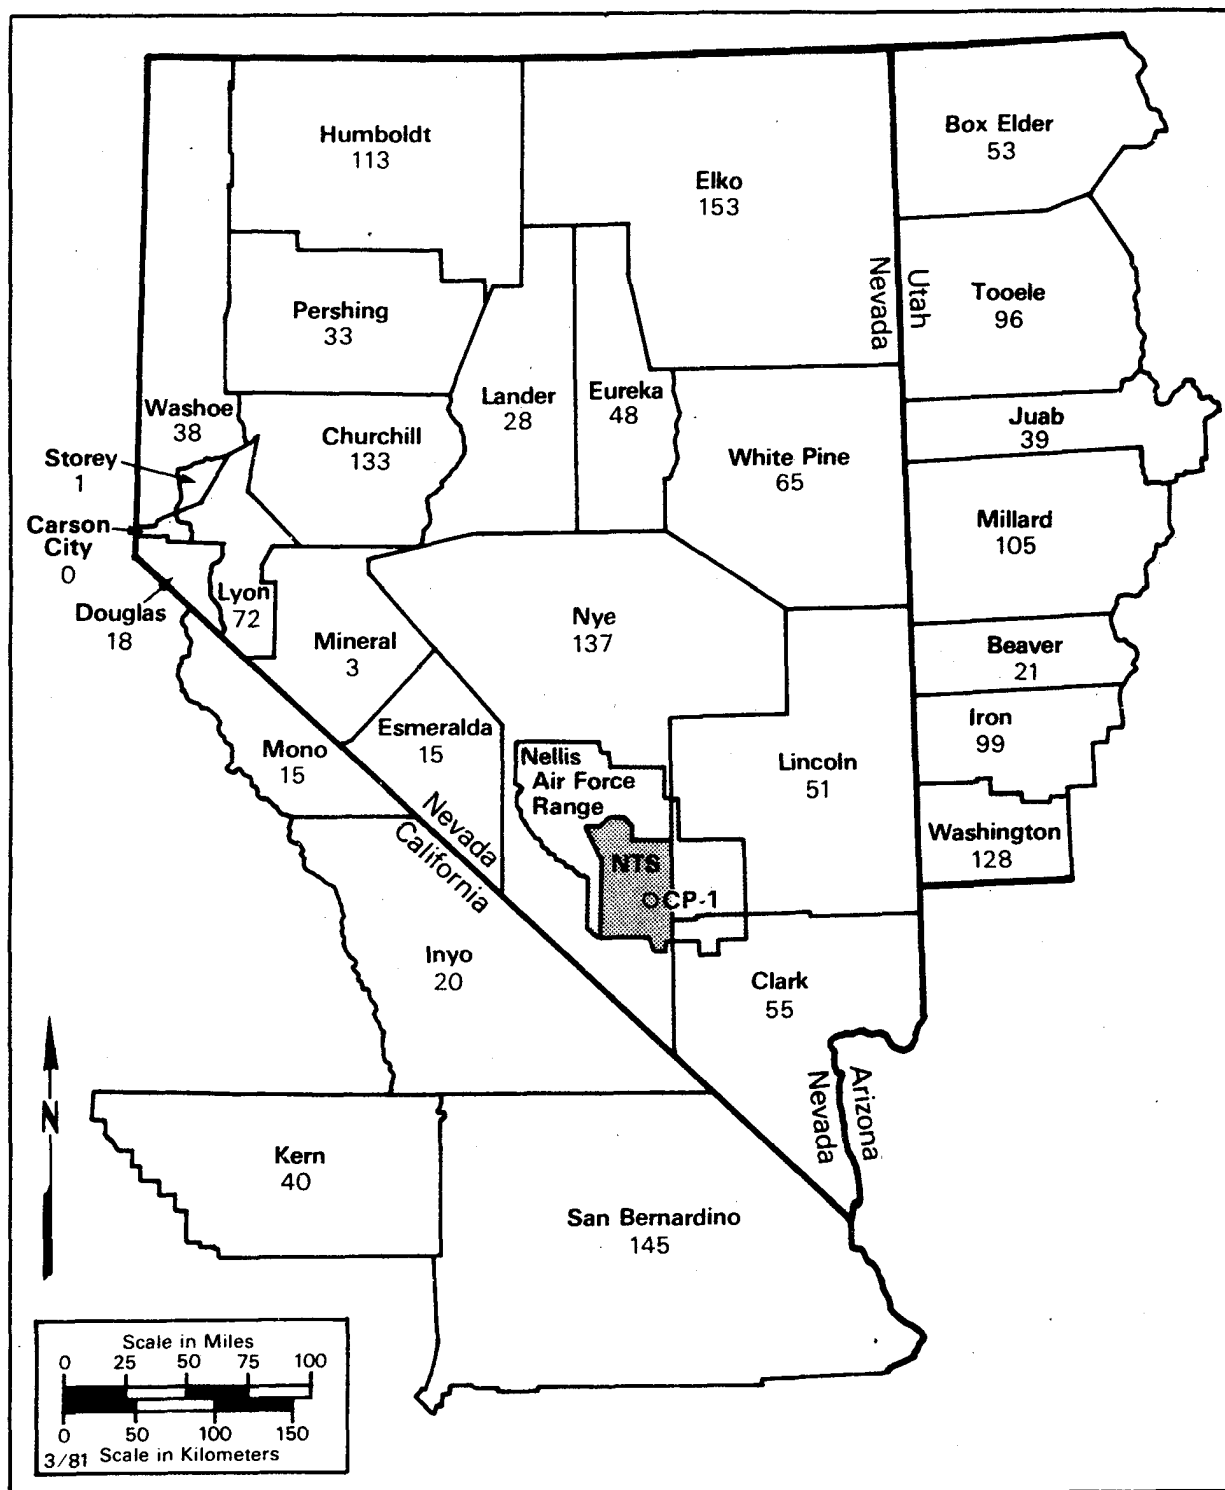 Humboldt
113
Elko
153
Box Elder
53
Pershing
33
Nevada
Utah
Tooele
96
Washoe
38
Churchill
133
Lander
28
Eureka
48
White Pine
65
Juab
39
Storey
1
Carson
City
0
Millard
105
Douglas
18
Lyon
72
Mineral
3
Nye
137
Beaver
21
Mono
15
Esmeralda
15
Nellis
Air Force
Range
Lincoln
51
Iron
99
Nevada
California
NTS
CP-1
Washington
128
Inyo
20
Clark
55
N
Nevada
Arizona
Kern
40
San Bernardino
145
Scale in Miles
0 25 50 75 100
0 50 100 150
3/81 Scale in Kilometers